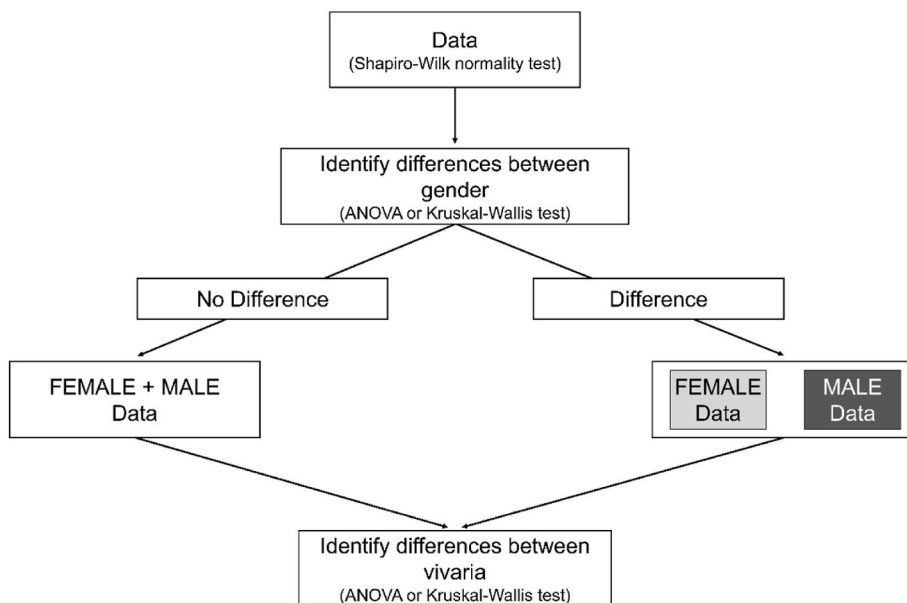 Data
(Shapiro-Wilk normality test)
Identify differences between
gender
(ANOVA or Kruskal-Wallis test)
No Difference
Difference
FEMALE + MALE
Data
FEMALE
Data
MALE
Data
Identify differences between
vivaria
(ANOVA or Kruskal-Wallis test)